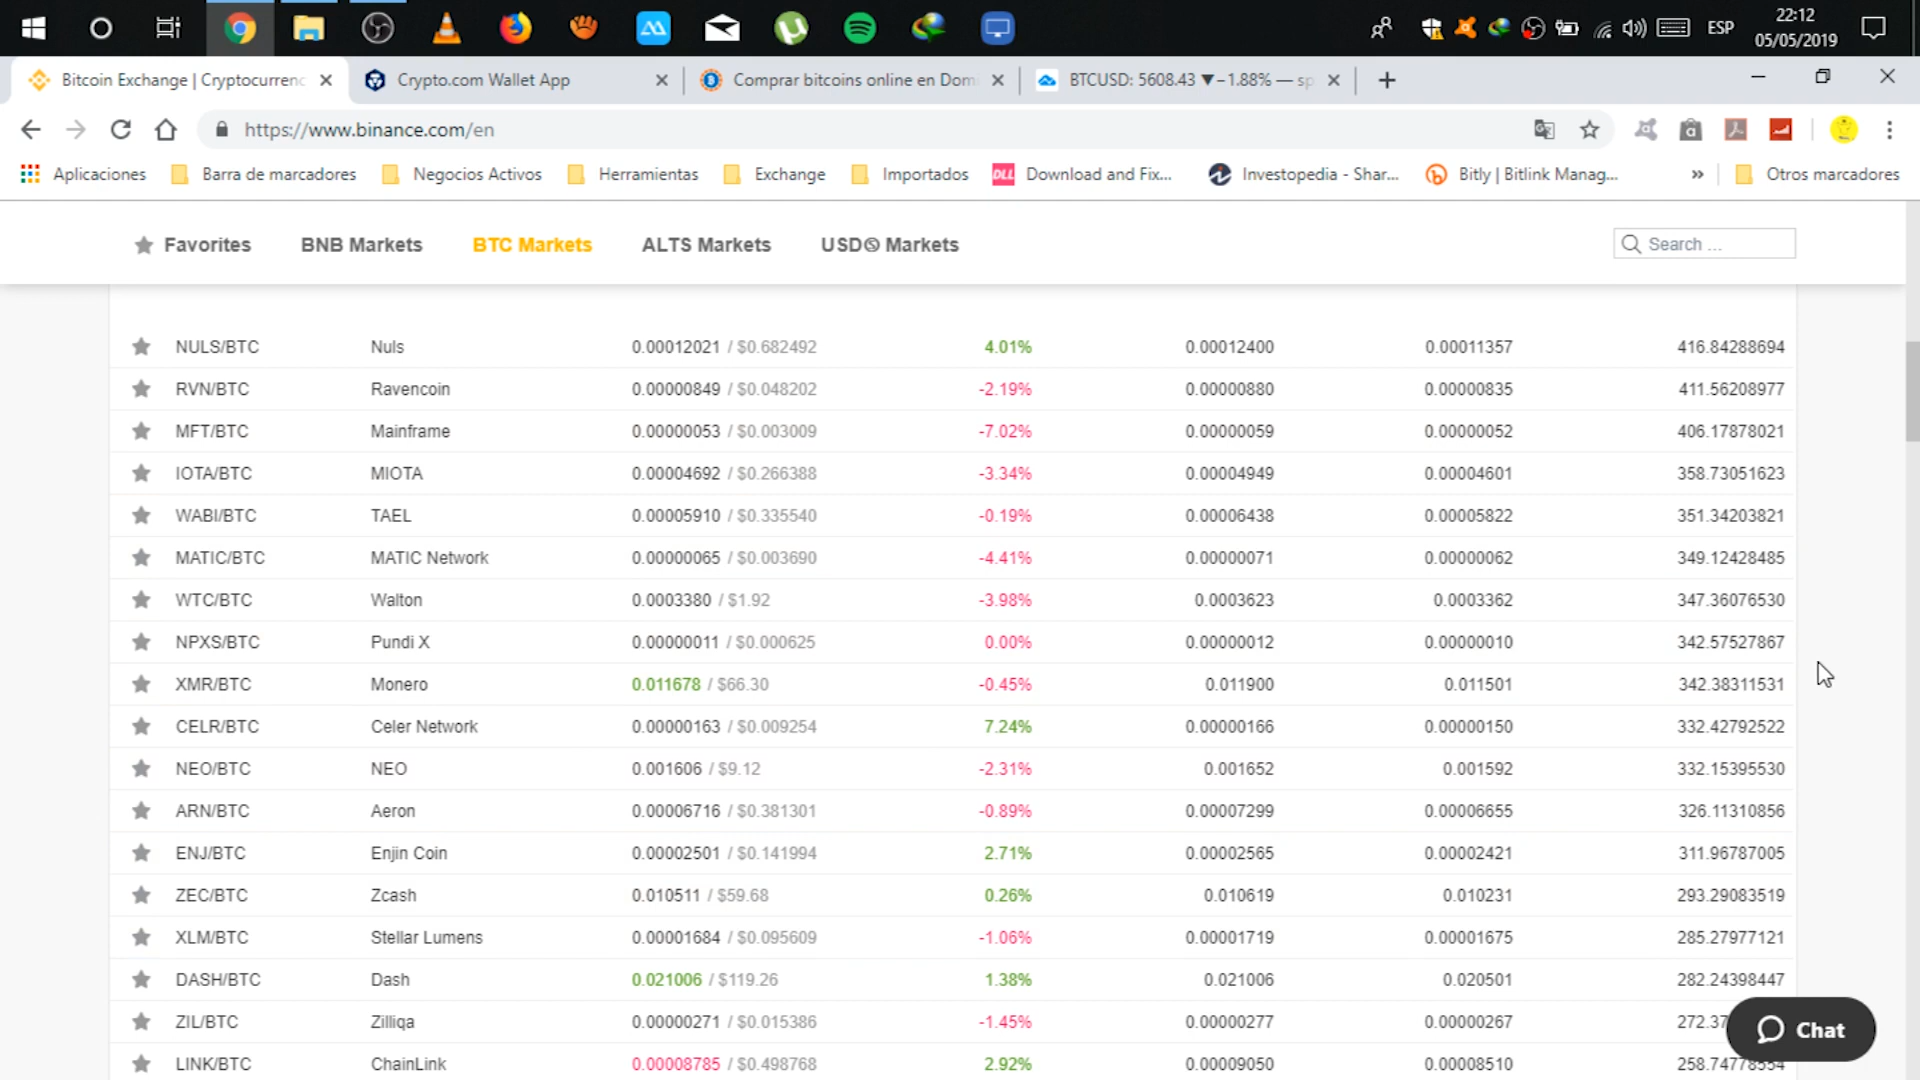 ESP
22:12
05/05/2019
Bitcoin Exchange | Cryptocurrenc
Crypto.com Wallet App
Comprar bitcoins online en Dom
BTCUSD: 5608.43 ▼−1.88% — sp
https://www.binance.com/en
Aplicaciones
Barra de marcadores
Negocios Activos
Herramientas
Exchange
Importados
DLL
Download and Fix...
Investopedia - Shar...
Bitly | Bitlink Manag...
»
Otros marcadores
Favorites
BNB Markets
BTC Markets
ALTS Markets
USDⓈ Markets
Search ...
NULS/BTC Nuls 0.00012021 / $0.682492 4.01% 0.00012400 0.00011357 416.84288694
RVN/BTC Ravencoin 0.00000849 / $0.048202 -2.19% 0.00000880 0.00000835 411.56208977
MFT/BTC Mainframe 0.00000053 / $0.003009 -7.02% 0.00000059 0.00000052 406.17878021
IOTA/BTC MIOTA 0.00004692 / $0.266388 -3.34% 0.00004949 0.00004601 358.73051623
WABI/BTC TAEL 0.00005910 / $0.335540 -0.19% 0.00006438 0.00005822 351.34203821
MATIC/BTC MATIC Network 0.00000065 / $0.003690 -4.41% 0.00000071 0.00000062 349.12428485
WTC/BTC Walton 0.0003380 / $1.92 -3.98% 0.0003623 0.0003362 347.36076530
NPXS/BTC Pundi X 0.00000011 / $0.000625 0.00% 0.00000012 0.00000010 342.57527867
XMR/BTC Monero 0.011678 / $66.30 -0.45% 0.011900 0.011501 342.38311531
CELR/BTC Celer Network 0.00000163 / $0.009254 7.24% 0.00000166 0.00000150 332.42792522
NEO/BTC NEO 0.001606 / $9.12 -2.31% 0.001652 0.001592 332.15395530
ARN/BTC Aeron 0.00006716 / $0.381301 -0.89% 0.00007299 0.00006655 326.11310856
ENJ/BTC Enjin Coin 0.00002501 / $0.141994 2.71% 0.00002565 0.00002421 311.96787005
ZEC/BTC Zcash 0.010511 / $59.68 0.26% 0.010619 0.010231 293.29083519
XLM/BTC Stellar Lumens 0.00001684 / $0.095609 -1.06% 0.00001719 0.00001675 285.27977121
DASH/BTC Dash 0.021006 / $119.26 1.38% 0.021006 0.020501 282.24398447
ZIL/BTC Zilliqa 0.00000271 / $0.015386 -1.45% 0.00000277 0.00000267 272.37
LINK/BTC ChainLink 0.00008785 / $0.498768 2.92% 0.00009050 0.00008510 258.74778554
Chat